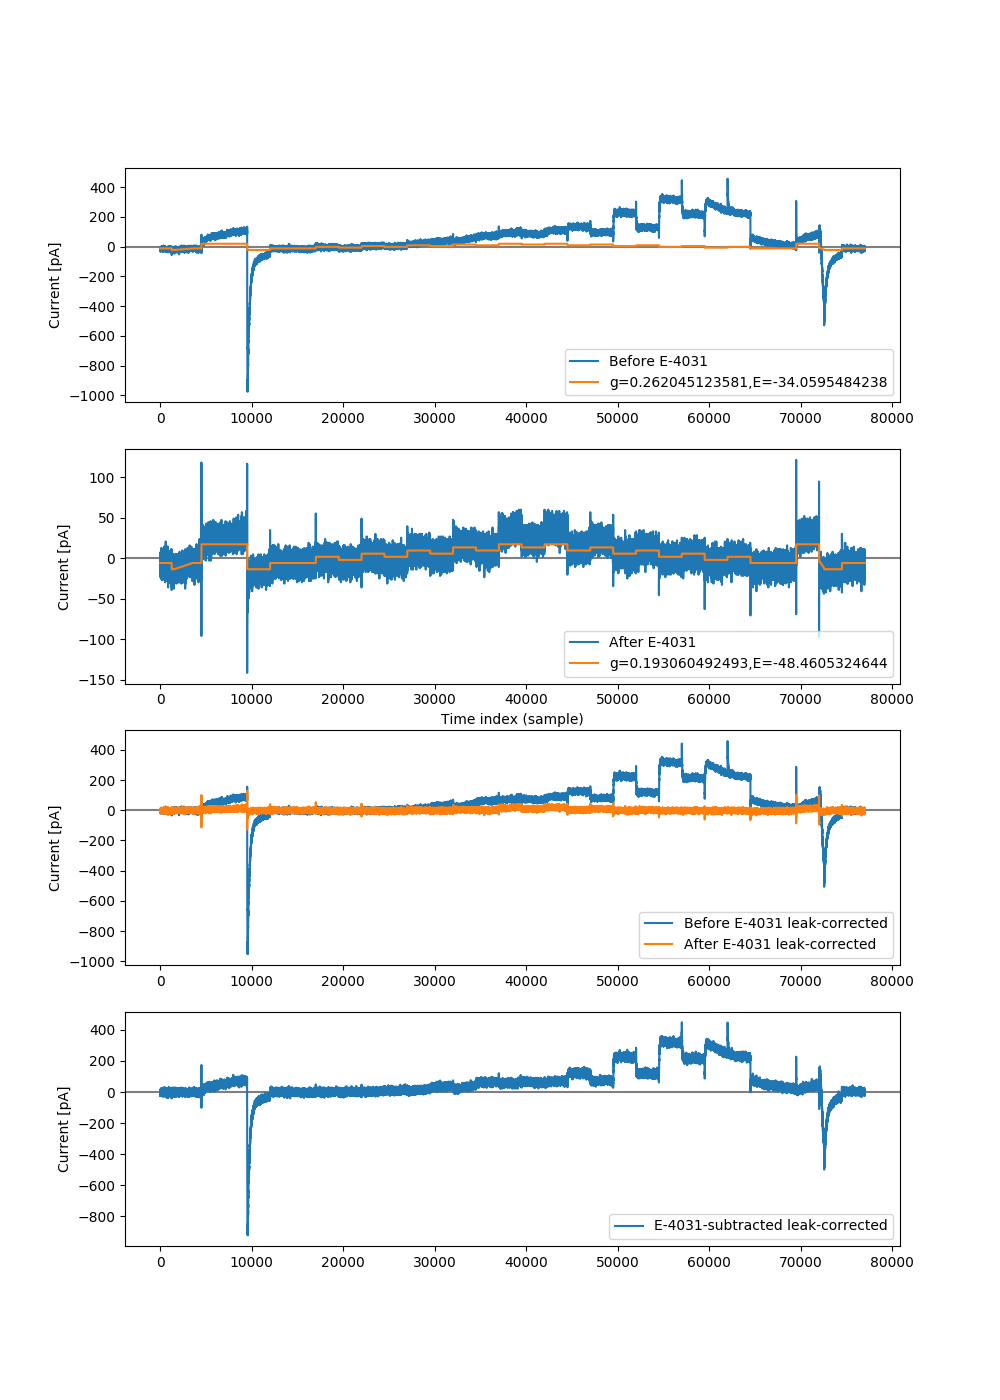 400
200
0
−200
−400
−600
−800
−1000
Current [pA]
Before E-4031
g=0.262045123581,E=-34.0595484238
0 10000 20000 30000 40000 50000 60000 70000 80000
100
50
0
−50
−100
−150
Current [pA]
After E-4031
g=0.193060492493,E=-48.4605324644
0 10000 20000 30000 40000 50000 60000 70000 80000
Time index (sample)
400
200
0
−200
−400
−600
−800
−1000
Current [pA]
Before E-4031 leak-corrected
After E-4031 leak-corrected
0 10000 20000 30000 40000 50000 60000 70000 80000
400
200
0
−200
−400
−600
−800
Current [pA]
E-4031-subtracted leak-corrected
0 10000 20000 30000 40000 50000 60000 70000 80000